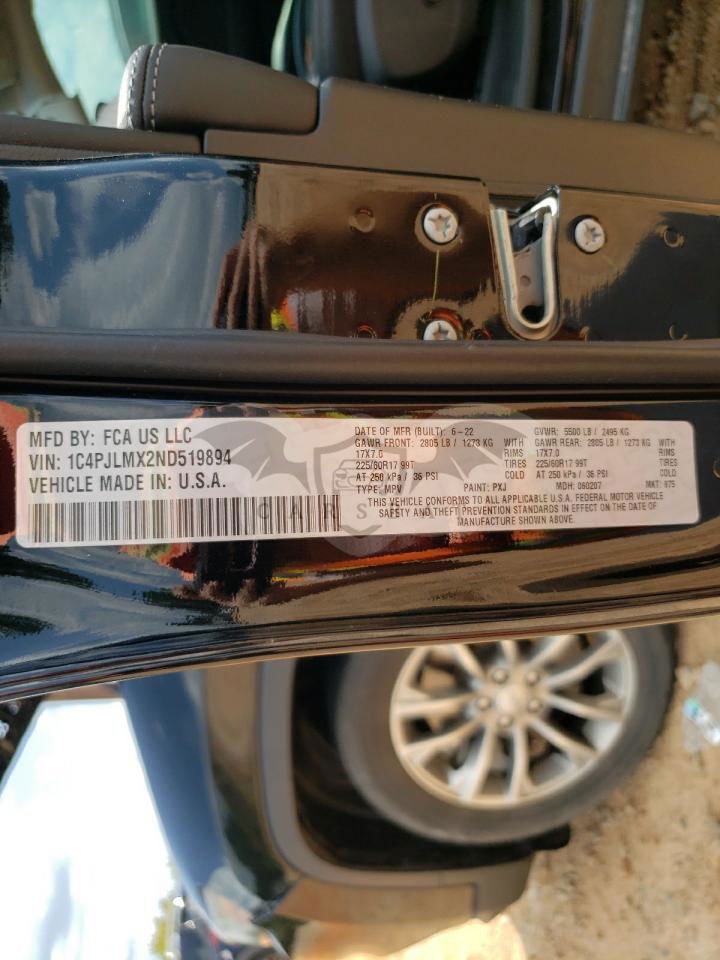 MFD BY: FCA US LLC
VIN: 1C4PJLMX2ND519894
VEHICLE MADE IN: U.S.A.
DATE OF MFR (BUILT): 6-22 GVWR: 5500 LB / 2495 KG
GAWR FRONT: 2805 LB / 1273 KG GAWR REAR: 2805 LB / 1273 KG
17X7.0 RIMS 17X7.0 RIMS
225/60R17 99T TIRES 225/60R17 99T TIRES
AT 250 kPa / 36 PSI COLD AT 250 kPa / 36 PSI COLD
TYPE: MPV PAINT: PXJ MDH: 060207 MKT: 875
THIS VEHICLE CONFORMS TO ALL APPLICABLE U.S.A. FEDERAL MOTOR VEHICLE
SAFETY AND THEFT PREVENTION STANDARDS IN EFFECT ON THE DATE OF
MANUFACTURE SHOWN ABOVE.